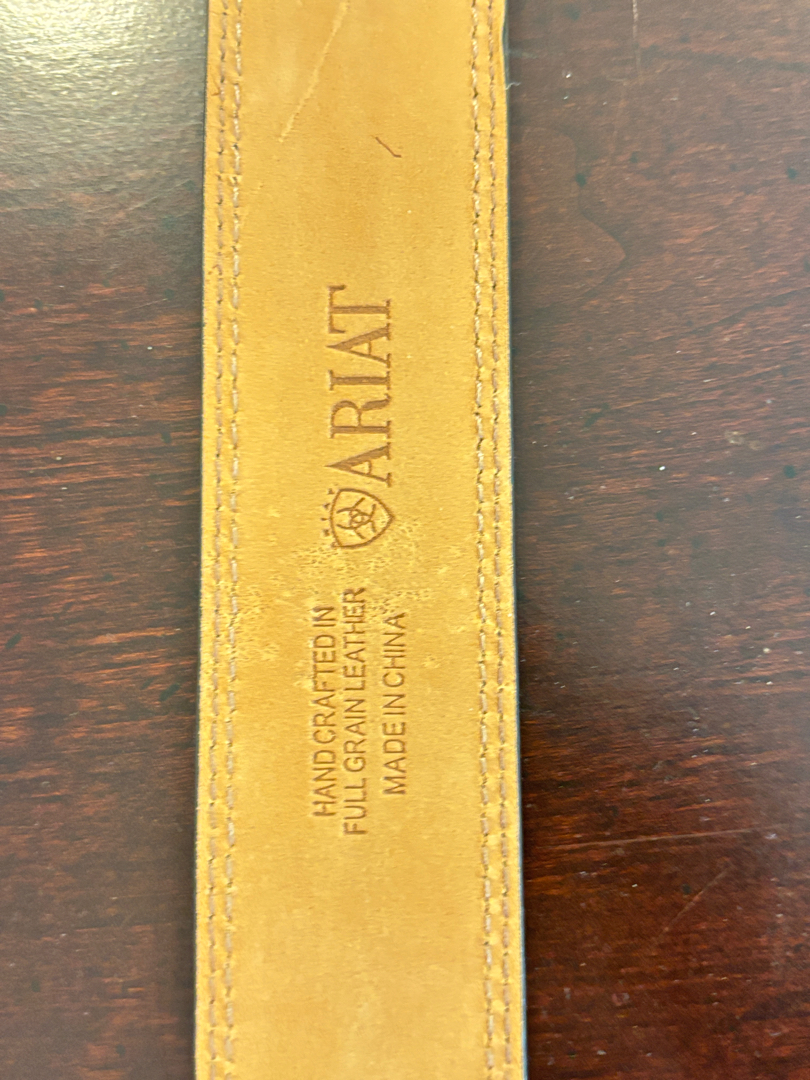 ARIAT
HAND CRAFTED IN
FULL GRAIN LEATHER
MADE IN CHINA